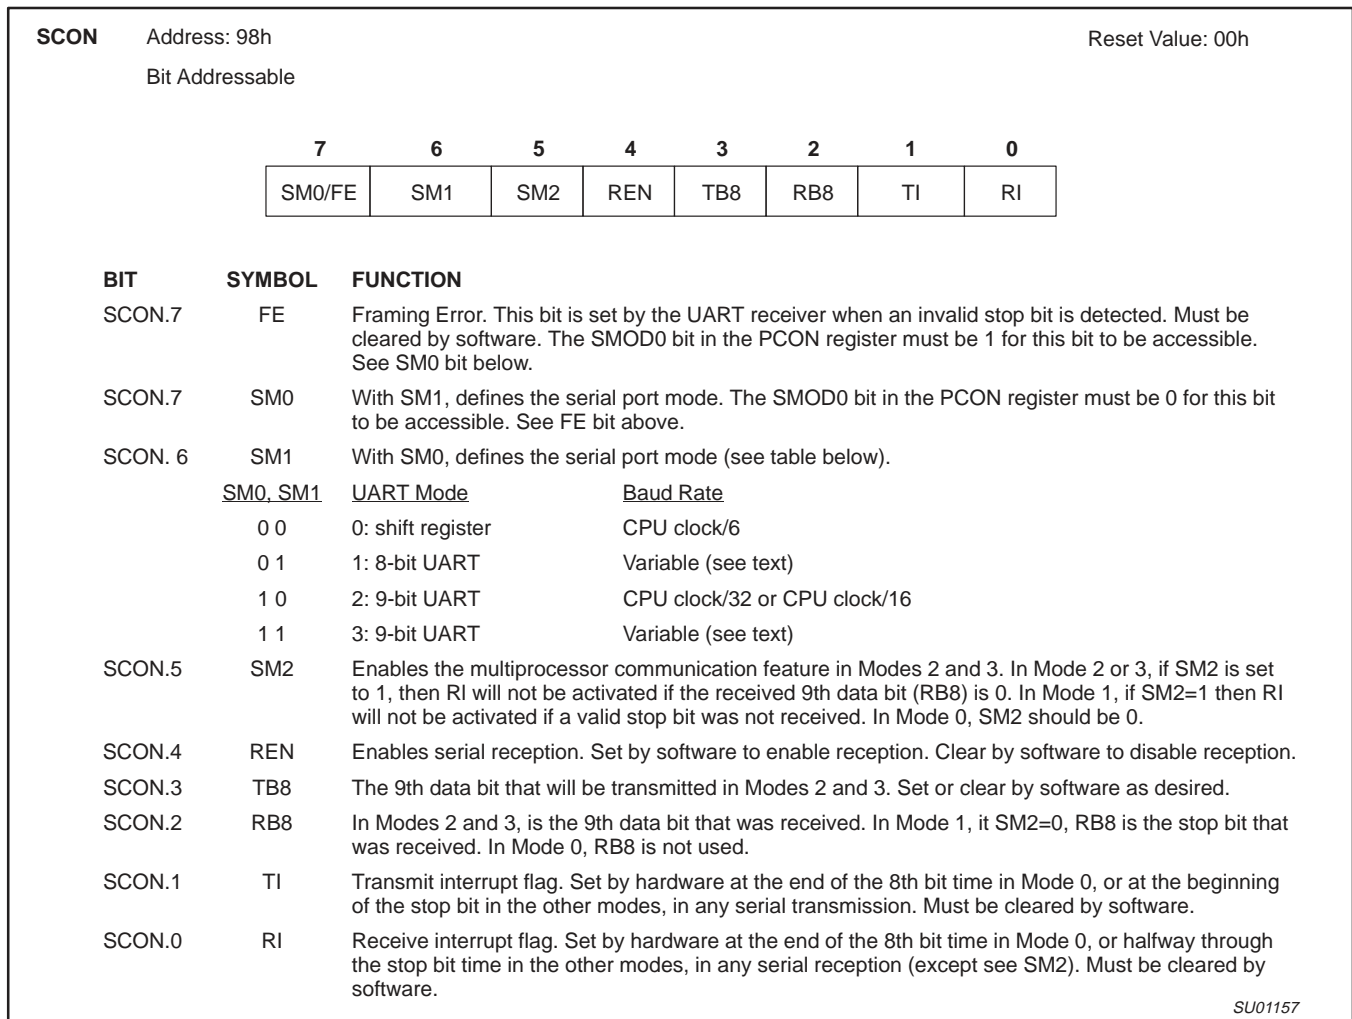 SCON Address: 98h Reset Value: 00h
Bit Addressable
7 6 5 4 3 2 1 0
SM0/FE SM1 SM2 REN TB8 RB8 TI RI
BIT SYMBOL FUNCTION
SCON.7 FE Framing Error. This bit is set by the UART receiver when an invalid stop bit is detected. Must be
cleared by software. The SMOD0 bit in the PCON register must be 1 for this bit to be accessible.
See SM0 bit below.
SCON.7 SM0 With SM1, defines the serial port mode. The SMOD0 bit in the PCON register must be 0 for this bit
to be accessible. See FE bit above.
SCON. 6 SM1 With SM0, defines the serial port mode (see table below).
SM0, SM1 UART Mode Baud Rate
0 0 0: shift register CPU clock/6
0 1 1: 8-bit UART Variable (see text)
1 0 2: 9-bit UART CPU clock/32 or CPU clock/16
1 1 3: 9-bit UART Variable (see text)
SCON.5 SM2 Enables the multiprocessor communication feature in Modes 2 and 3. In Mode 2 or 3, if SM2 is set
to 1, then RI will not be activated if the received 9th data bit (RB8) is 0. In Mode 1, if SM2=1 then RI
will not be activated if a valid stop bit was not received. In Mode 0, SM2 should be 0.
SCON.4 REN Enables serial reception. Set by software to enable reception. Clear by software to disable reception.
SCON.3 TB8 The 9th data bit that will be transmitted in Modes 2 and 3. Set or clear by software as desired.
SCON.2 RB8 In Modes 2 and 3, is the 9th data bit that was received. In Mode 1, it SM2=0, RB8 is the stop bit that
was received. In Mode 0, RB8 is not used.
SCON.1 TI Transmit interrupt flag. Set by hardware at the end of the 8th bit time in Mode 0, or at the beginning
of the stop bit in the other modes, in any serial transmission. Must be cleared by software.
SCON.0 RI Receive interrupt flag. Set by hardware at the end of the 8th bit time in Mode 0, or halfway through
the stop bit time in the other modes, in any serial reception (except see SM2). Must be cleared by
software.
SU01157